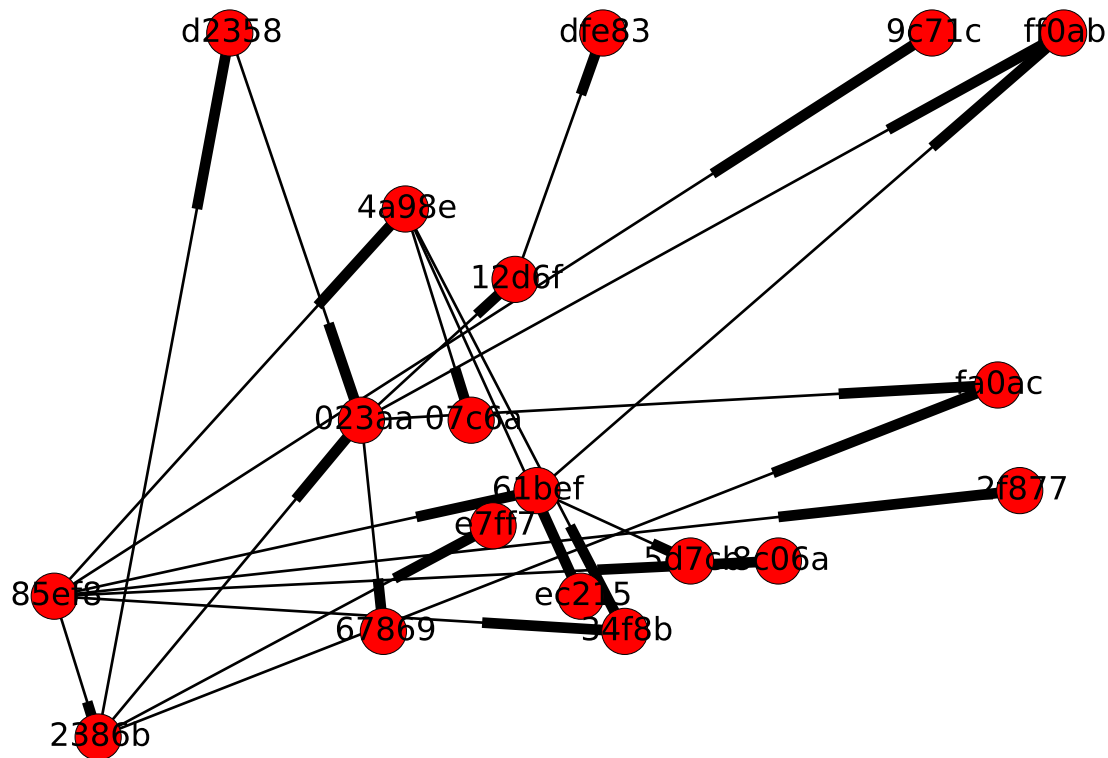 d2358
dfe83
9c71c
ff0ab
4a98e
12d6f
fa0ac
023aa
07c6a
61bef
2f877
e7ff7
5d7cb
8c06a
85ef8
ec215
67869
34f8b
2386b